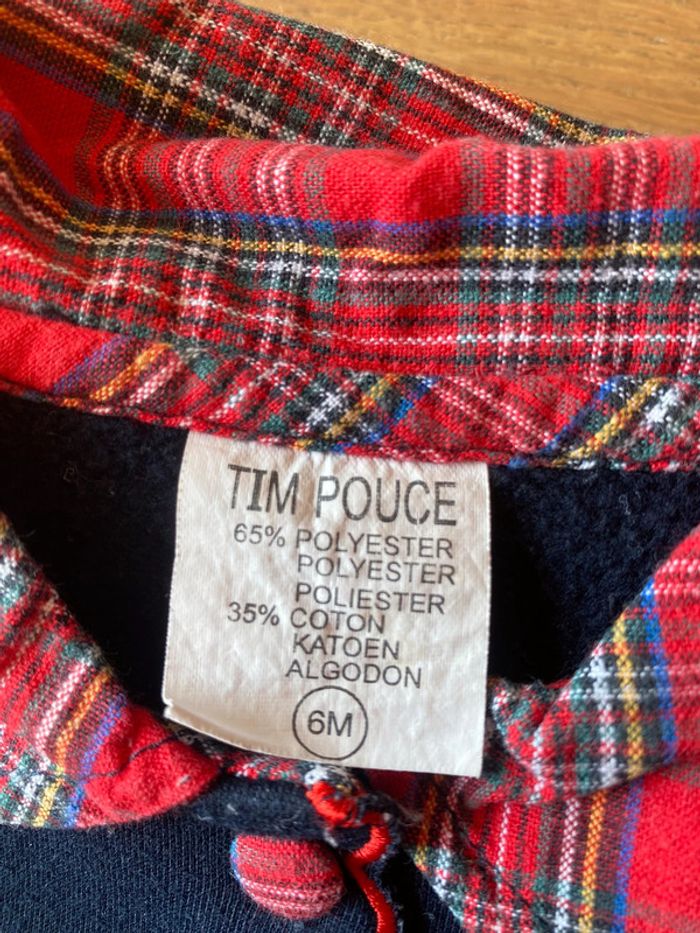 TIM POUCE
65% POLYESTER
POLYESTER
POLIESTER
35% COTON
KATOEN
ALGODON
6M